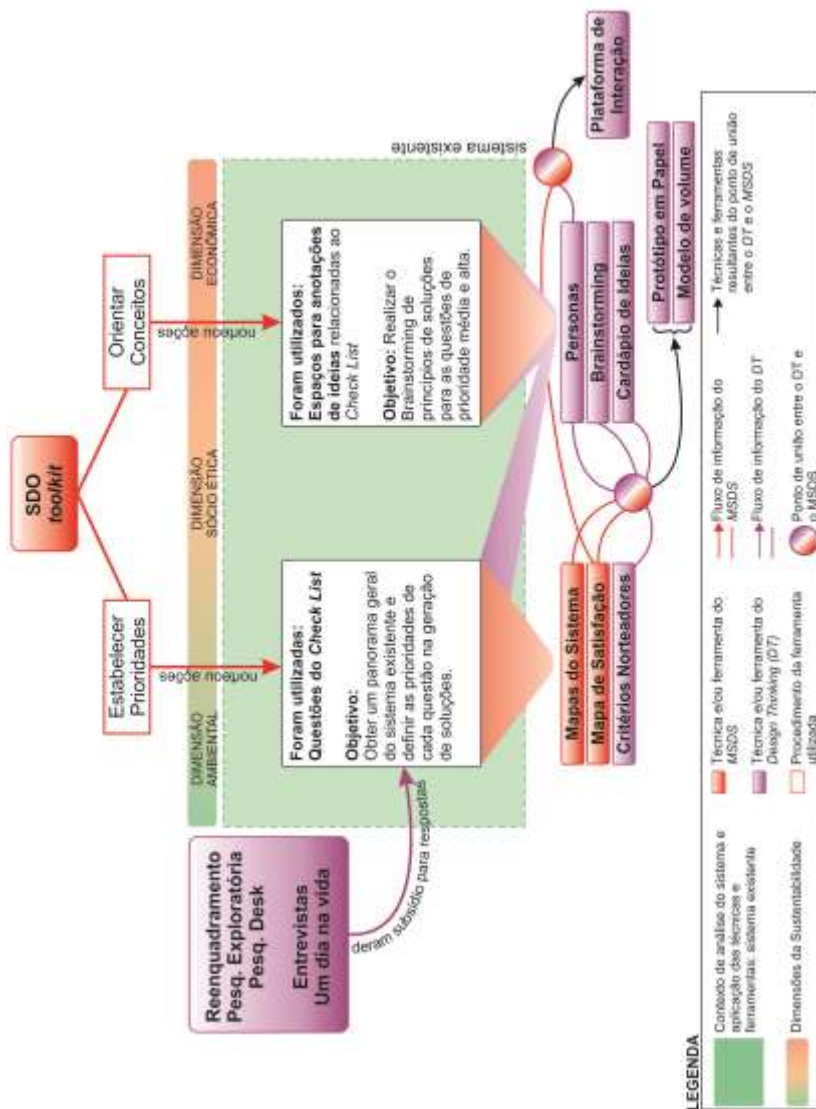 SDO
toolkit
Estabelecer
Prioridades
Orientar
Conceitos
norteou ações
norteou ações
DIMENSÃO
AMBIENTAL
DIMENSÃO
SÓCIO ÉTICA
DIMENSÃO
ECONÔMICA
Reenquadramento
Pesq. Exploratória
Pesq. Desk
Entrevistas
Um dia na vida
deram subsídio para respostas
sistema existente
Foram utilizadas:
Questões do Check List
Objetivo:
Obter um panorama geral
do sistema existente e
definir as prioridades de
cada questão na geração
de soluções.
Foram utilizados:
Espaços para anotações
de ideias relacionadas ao
Check List
Objetivo: Realizar o
Brainstorming de
princípios de soluções
para as questões de
prioridade média e alta.
Mapas do Sistema
Mapa de Satisfação
Critérios Norteadores
Personas
Brainstorming
Cardápio de Ideias
Plataforma de
Interação
Protótipo em Papel
Modelo de volume
LEGENDA
Contexto de análise do sistema e
aplicação das técnicas e
ferramentas: sistema existente
Dimensões da Sustentabilidade
Técnica e/ou ferramenta do
MSDS
Técnica e/ou ferramenta do
Design Thinking (DT)
Procedimento da ferramenta
utilizada
Fluxo de informação do
MSDS
Fluxo de informação do DT
Ponto de união entre o DT e
o MSDS
Técnicas e ferramentas
resultantes do ponto de união
entre o DT e o MSDS